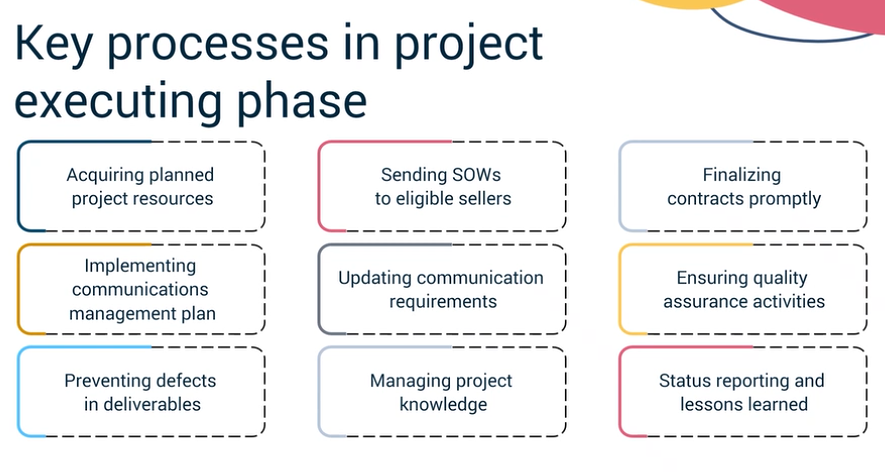 Key processes in project
executing phase
Acquiring planned
project resources
Sending SOWs
to eligible sellers
Finalizing
contracts promptly
Implementing
communications
management plan
Updating communication
requirements
Ensuring quality
assurance activities
Preventing defects
in deliverables
Managing project
knowledge
Status reporting and
lessons learned